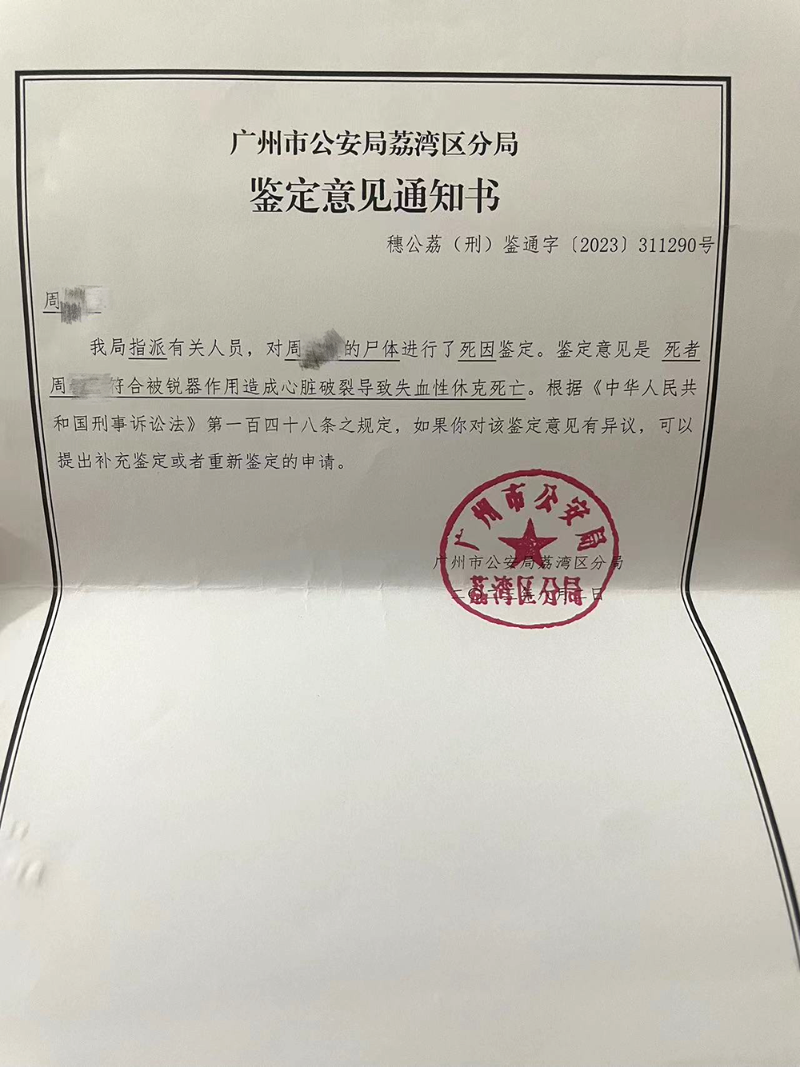 广州市公安局荔湾区分局
鉴定意见通知书
穗公荔（刑）鉴通字〔2023〕311290号
周
我局指派有关人员，对周 的尸体进行了死因鉴定。鉴定意见是 死者
周 符合被锐器作用造成心脏破裂导致失血性休克死亡。根据《中华人民共
和国刑事诉讼法》第一百四十八条之规定，如果你对该鉴定意见有异议，可以
提出补充鉴定或者重新鉴定的申请。
广州市公安局
广州市公安局荔湾区分局
荔湾区分局